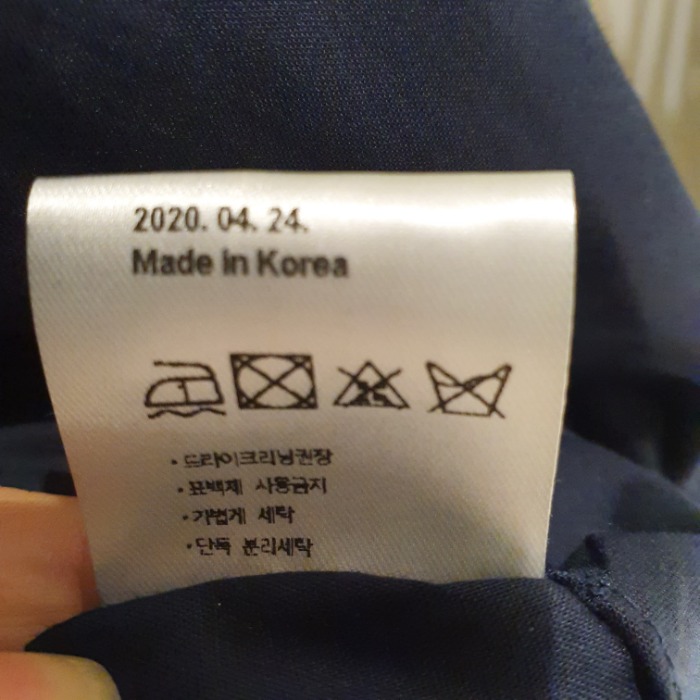 2020. 04. 24.
Made in Korea
• 드라이크리닝권장
• 표백제 사용금지
• 가볍게 세탁
• 단독 분리세탁